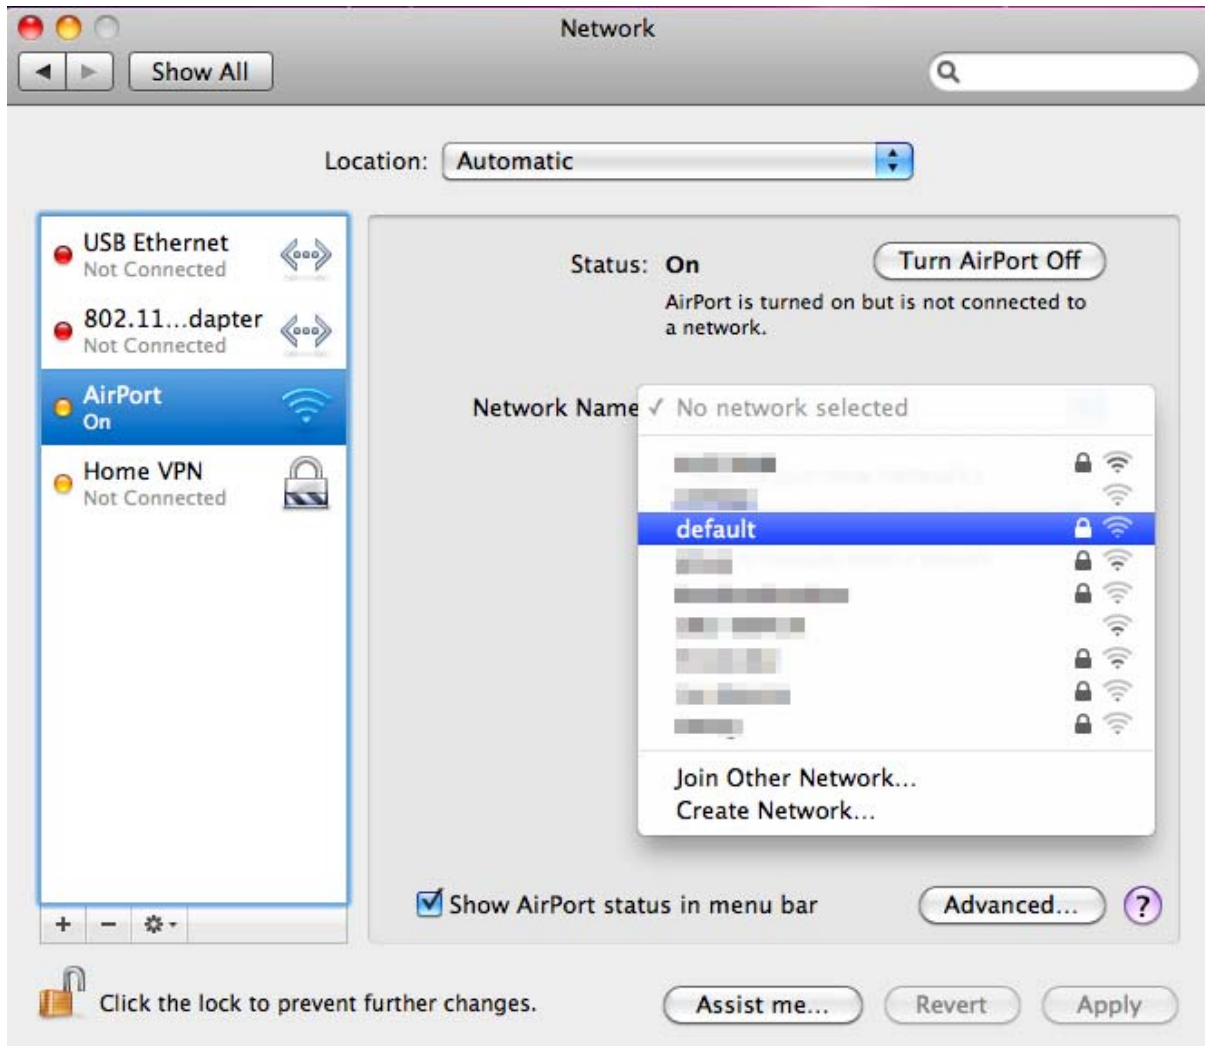 Network
Show All
Location: Automatic
USB Ethernet
Not Connected
802.11...dapter
Not Connected
AirPort
On
Home VPN
Not Connected
Status: On
Turn AirPort Off
AirPort is turned on but is not connected to
a network.
Network Name
✓ No network selected
default
Join Other Network...
Create Network...
Show AirPort status in menu bar
Advanced...
?
Click the lock to prevent further changes.
Assist me...
Revert
Apply